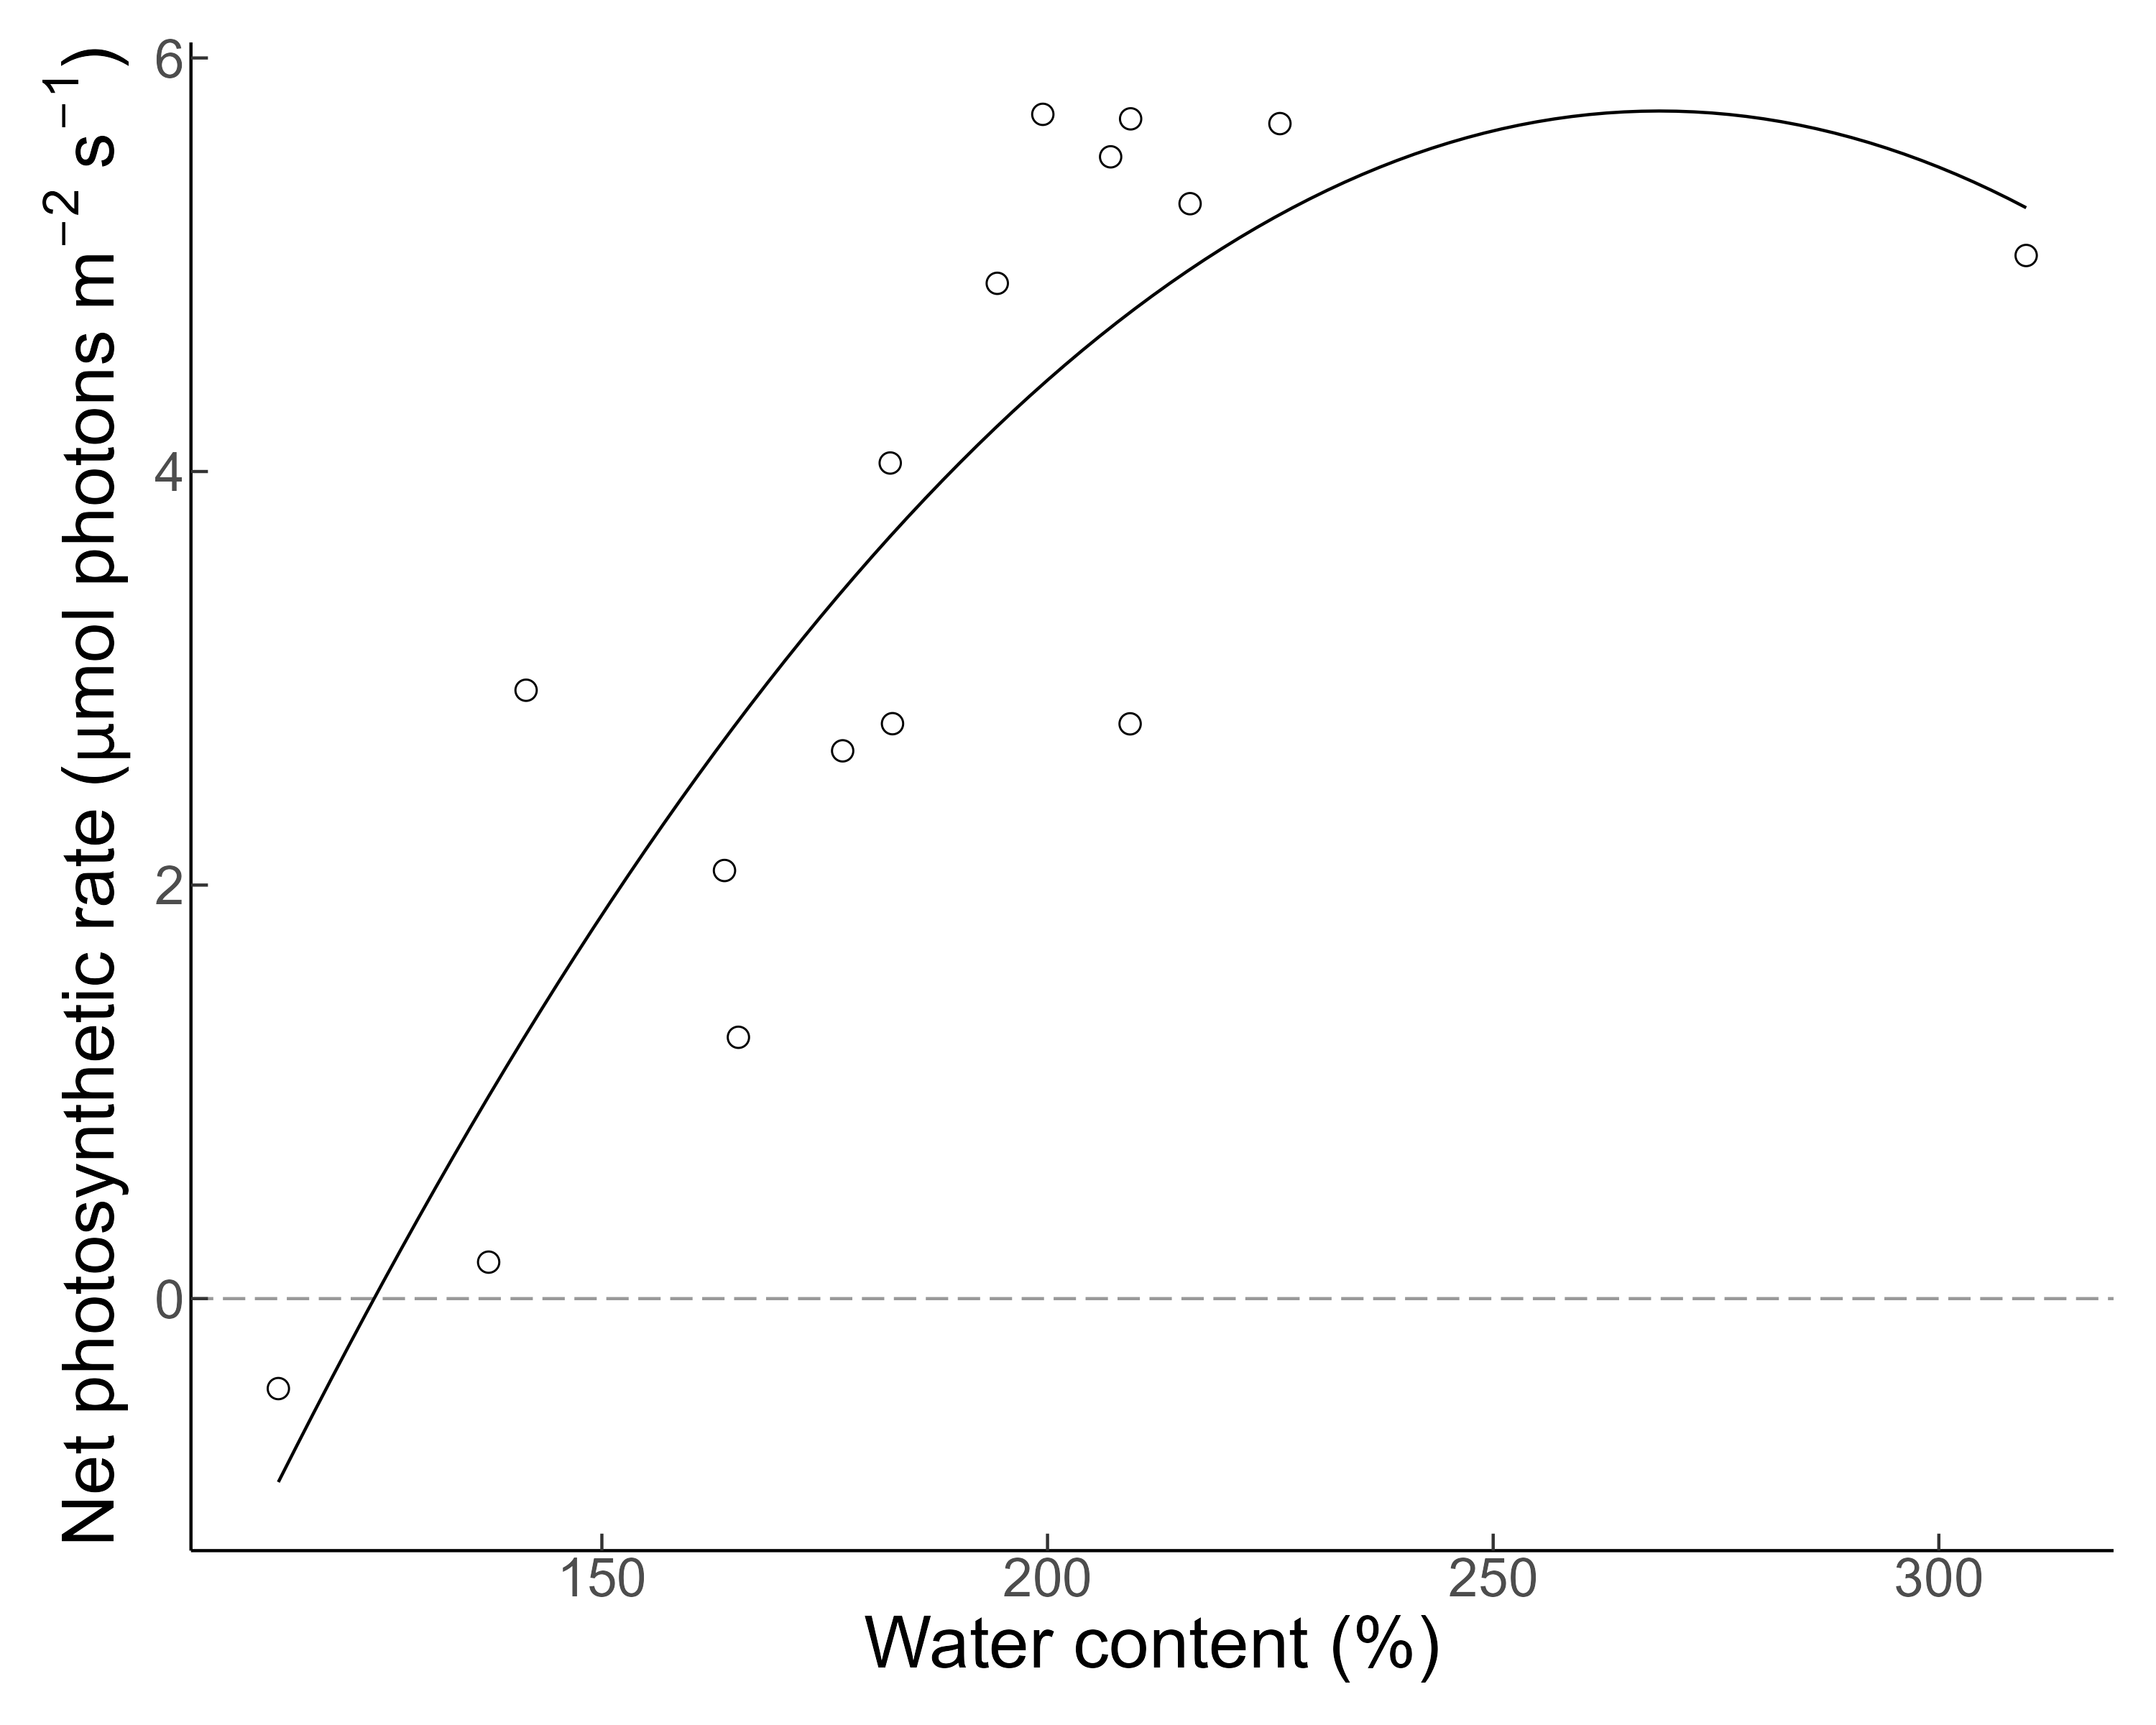 Net photosynthetic rate (µmol photons m⁻² s⁻¹)
6
4
2
0
150 200 250 300
Water content (%)